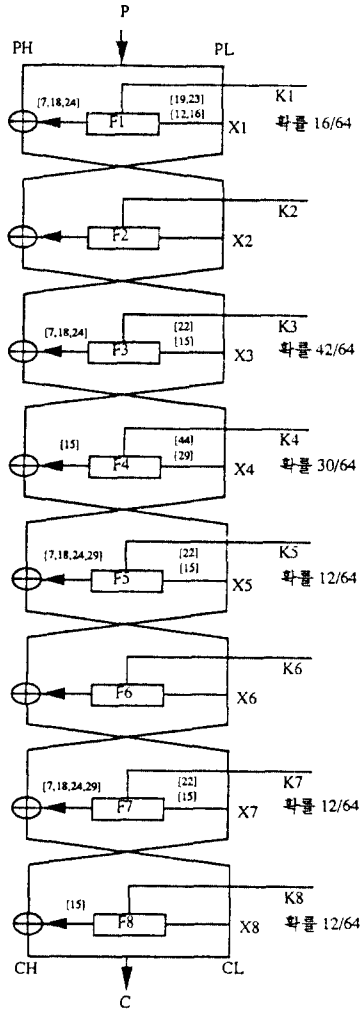 P
PH PL
[7,18,24] F1 [19,23] K1
[12,16] X1 확률 16/64
F2 K2
X2
[7,18,24] F3 [22] K3
[15] X3 확률 42/64
[15] F4 [44] K4
[29] X4 확률 30/64
[7,18,24,29] F5 [22] K5
[15] X5 확률 12/64
F6 K6
X6
[7,18,24,29] F7 [22] K7
[15] X7 확률 12/64
[15] F8 K8
X8 확률 12/64
CH CL
C